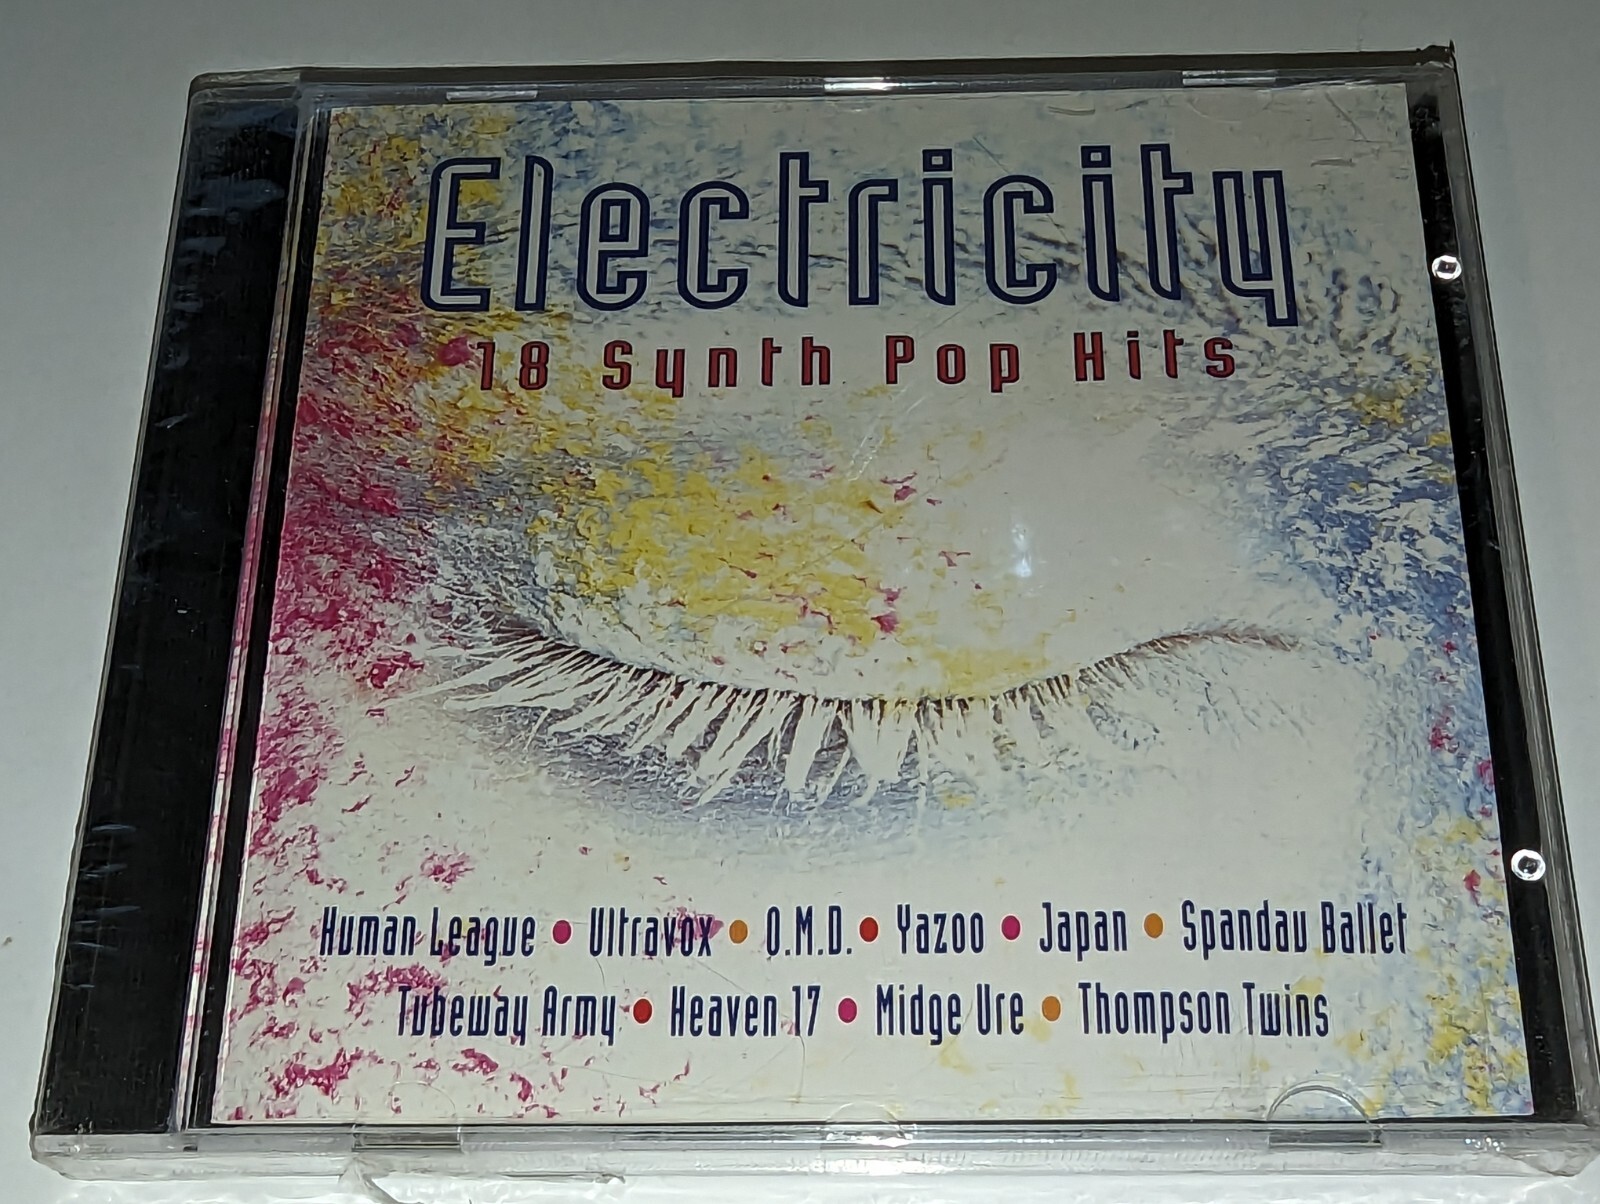 Electricity
18 Synth Pop Hits
Human League • Ultravox • O.M.D. • Yazoo • Japan • Spandau Ballet
Tubeway Army • Heaven 17 • Midge Ure • Thompson Twins